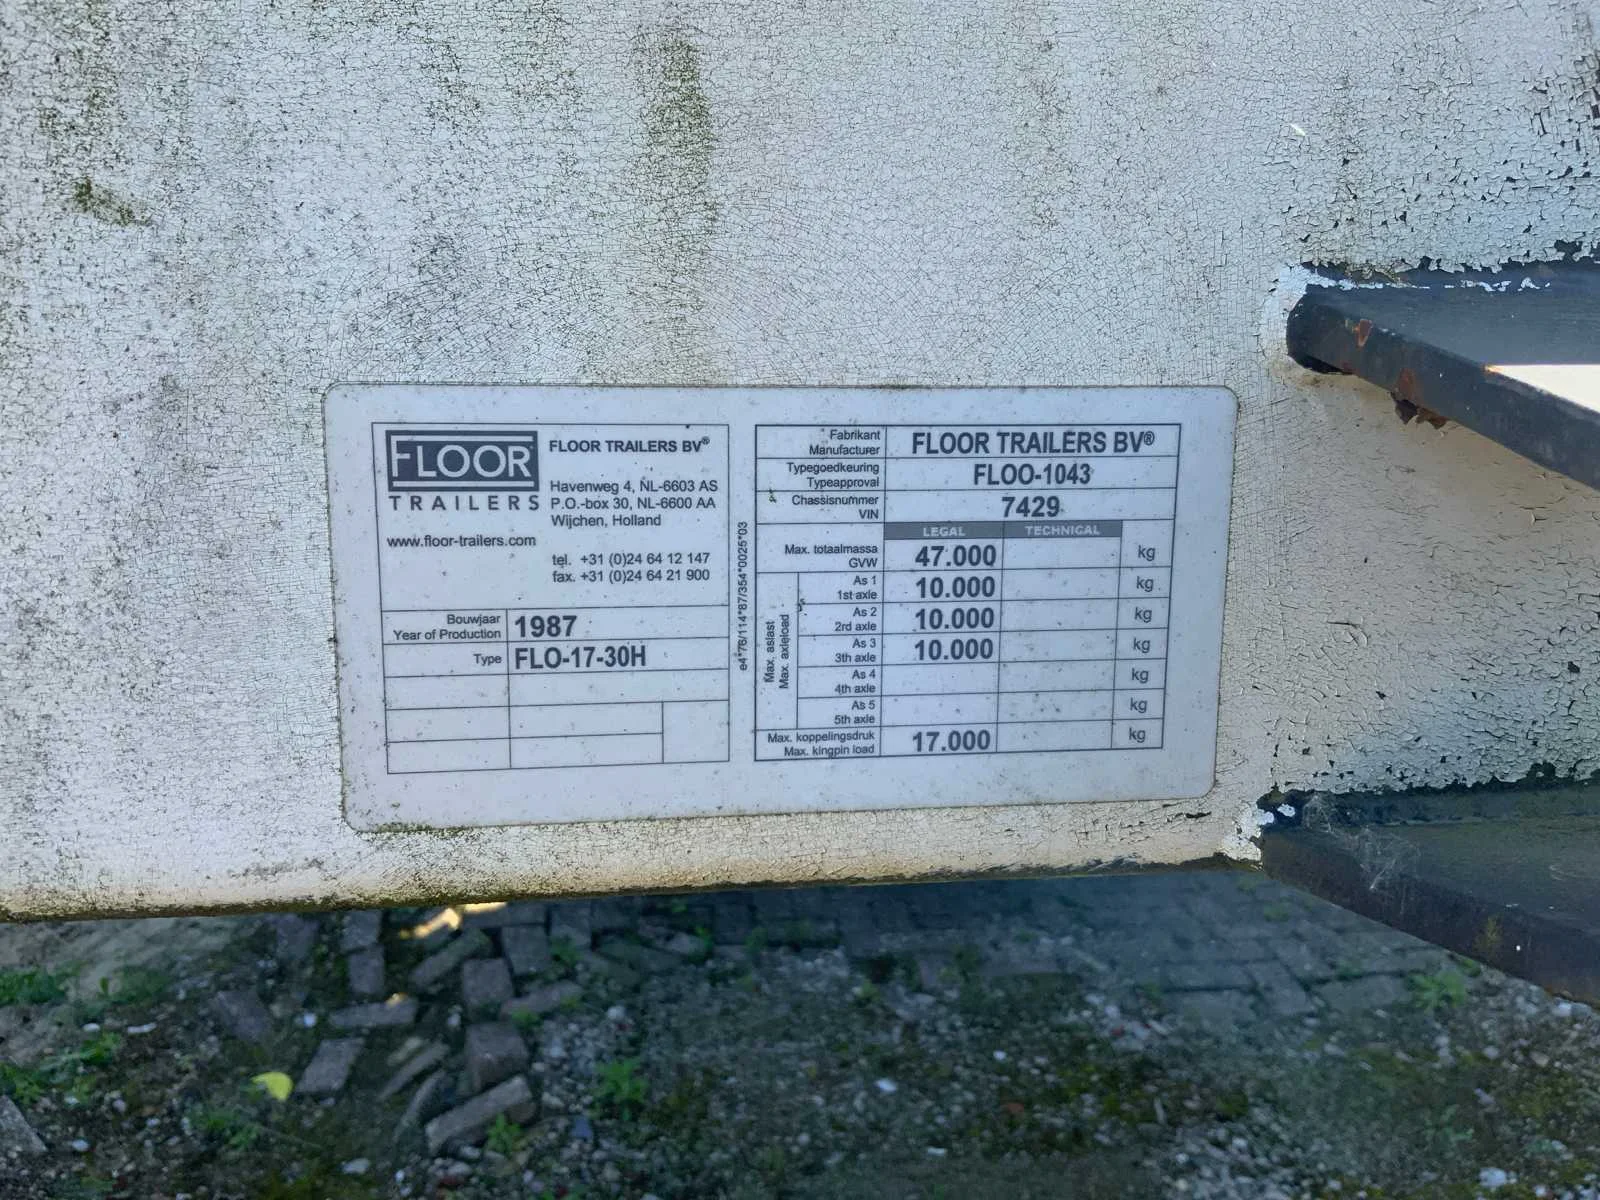 FLOOR
TRAILERS
FLOOR TRAILERS BV®
Havenweg 4, NL-6603 AS
P.O.-box 30, NL-6600 AA
Wijchen, Holland
www.floor-trailers.com
tel. +31 (0)24 64 12 147
fax. +31 (0)24 64 21 900
Bouwjaar
Year of Production
1987
Type FLO-17-30H
e4*76/114*87/354*0025*03
Fabrikant
Manufacturer
FLOOR TRAILERS BV®
Typegoedkeuring
Typeapproval
FLOO-1043
Chassisnummer
VIN
7429
LEGAL TECHNICAL
Max. totaalmassa
GVW
47.000 kg
Max. aslast
Max. axleload
As 1
1st axle
10.000 kg
As 2
2rd axle
10.000 kg
As 3
3th axle
10.000 kg
As 4
4th axle
kg
As 5
5th axle
kg
Max. koppelingsdruk
Max. kingpin load
17.000 kg